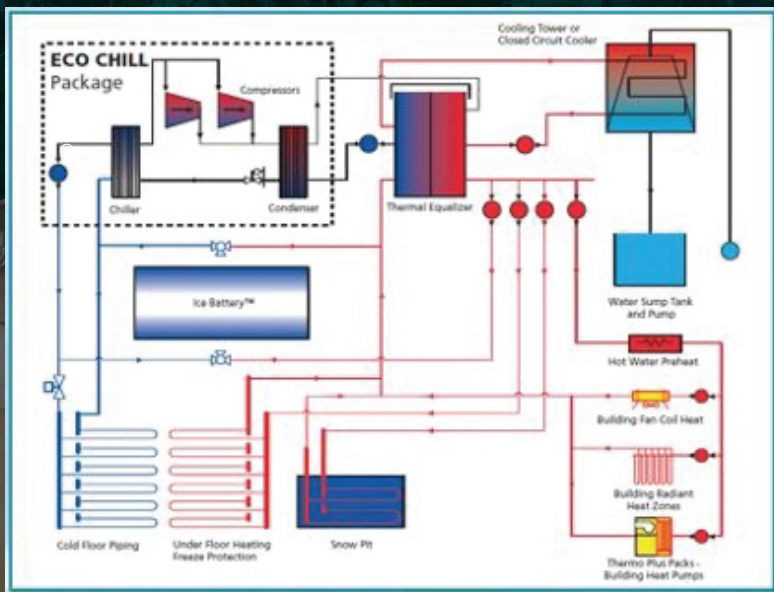 Cooling Tower or
Closed Circuit Cooler
ECO CHILL
Package
Compressors
Chiller
Condenser
Thermal Equalizer
Ice Battery™
Water Sump Tank
and Pump
Hot Water Preheat
Building Fan Coil Heat
Building Radiant
Heat Zones
Cold Floor Piping
Under Floor Heating
Freeze Protection
Snow Pit
Thermo Plus Packs -
Building Heat Pumps